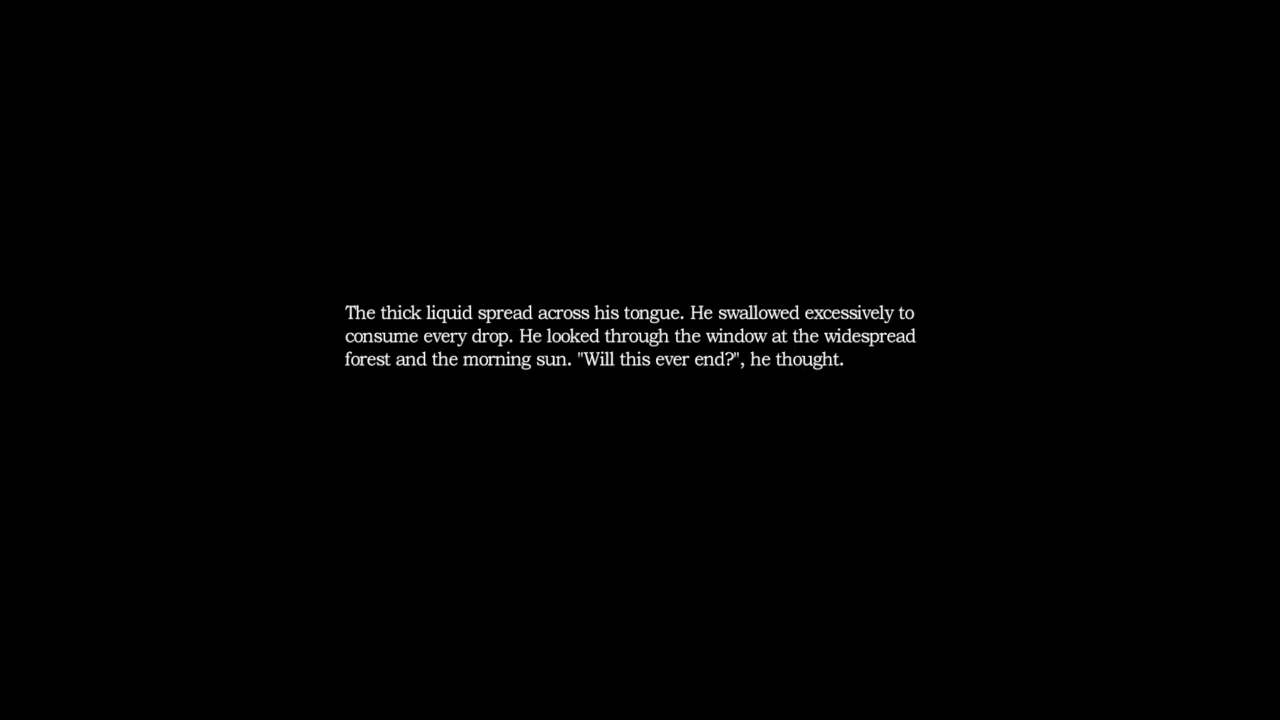 The thick liquid spread across his tongue. He swallowed excessively to
consume every drop. He looked through the window at the widespread
forest and the morning sun. "Will this ever end?", he thought.